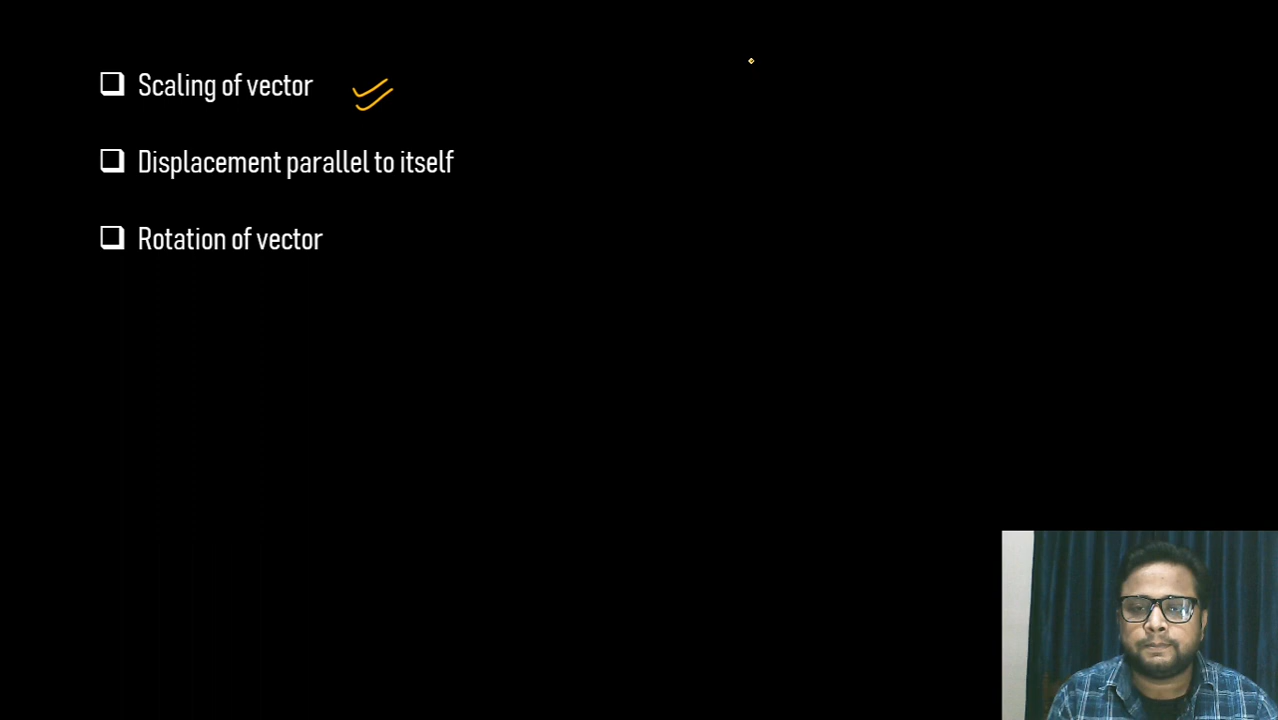 Scaling of vector
Displacement parallel to itself
Rotation of vector